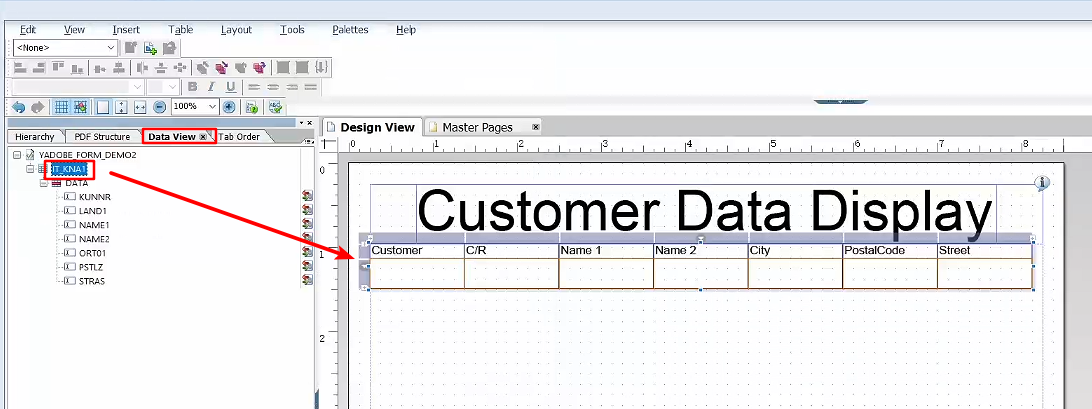 Edit View Insert Table Layout Tools Palettes Help
<None>
B I U
100%
Hierarchy PDF Structure Data View Tab Order
Design View Master Pages
YADOBE_FORM_DEMO2
IT_KNA1
DATA
KUNNR
LAND1
NAME1
NAME2
ORT01
PSTLZ
STRAS
0 1 2 3 4 5 6 7 8
0
1
2
Customer Data Display
Customer C/R Name 1 Name 2 City PostalCode Street